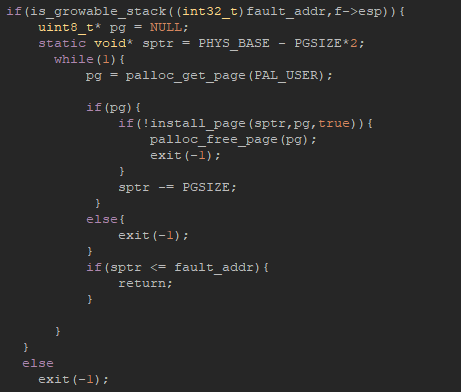 if(is_growable_stack((int32_t)fault_addr,f->esp)){
uint8_t* pg = NULL;
static void* sptr = PHYS_BASE - PGSIZE*2;
while(1){
pg = palloc_get_page(PAL_USER);
if(pg){
if(!install_page(sptr,pg,true)){
palloc_free_page(pg);
exit(-1);
}
sptr -= PGSIZE;
}
else{
exit(-1);
}
if(sptr <= fault_addr){
return;
}
}
}
else
exit(-1);